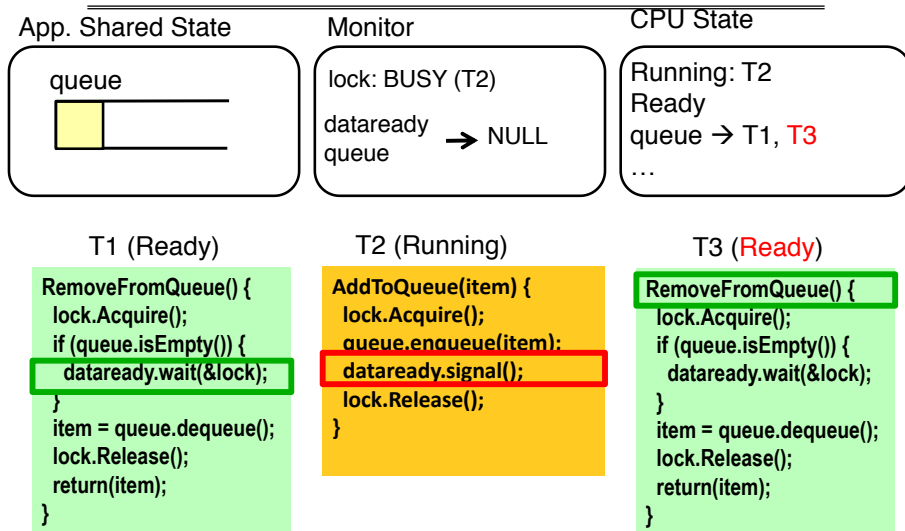 App. Shared State
Monitor
CPU State
queue
lock: BUSY (T2)
dataready
queue
→ NULL
Running: T2
Ready
queue → T1, T3
…
T1 (Ready)
RemoveFromQueue() {
lock.Acquire();
if (queue.isEmpty()) {
dataready.wait(&lock);
}
item = queue.dequeue();
lock.Release();
return(item);
}
T2 (Running)
AddToQueue(item) {
lock.Acquire();
queue.enqueue(item);
dataready.signal();
lock.Release();
}
T3 (Ready)
RemoveFromQueue() {
lock.Acquire();
if (queue.isEmpty()) {
dataready.wait(&lock);
}
item = queue.dequeue();
lock.Release();
return(item);
}